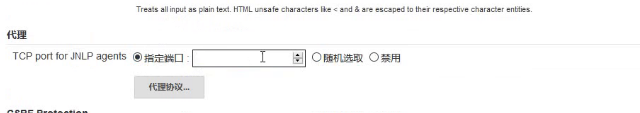 Treats all input as plain text. HTML unsafe characters like < and & are escaped to their respective character entities.
代理
TCP port for JNLP agents 指定端口 : 随机选取 禁用
代理协议...
CSRF Protection